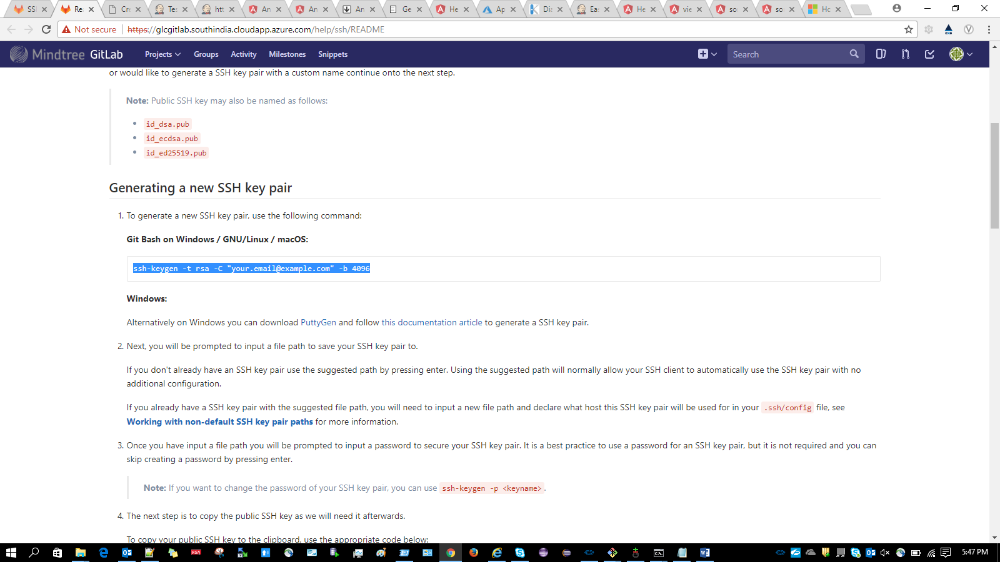 SSH
Rea
Cre
Tes
htt
An
An
An
Ge
He
Ap
Dia
Eas
He
vie
so
so
Ho
Not secure
https://glcgitlab.southindia.cloudapp.azure.com/help/ssh/README
Mindtree GitLab
Projects
Groups
Activity
Milestones
Snippets
Search
or would like to generate a SSH key pair with a custom name continue onto the next step.
Note: Public SSH key may also be named as follows:
id_dsa.pub
id_ecdsa.pub
id_ed25519.pub
Generating a new SSH key pair
1. To generate a new SSH key pair, use the following command:
Git Bash on Windows / GNU/Linux / macOS:
ssh-keygen -t rsa -C "your.email@example.com" -b 4096
Windows:
Alternatively on Windows you can download PuttyGen and follow this documentation article to generate a SSH key pair.
2. Next, you will be prompted to input a file path to save your SSH key pair to.
If you don't already have an SSH key pair use the suggested path by pressing enter. Using the suggested path will normally allow your SSH client to automatically use the SSH key pair with no
additional configuration.
If you already have a SSH key pair with the suggested file path, you will need to input a new file path and declare what host this SSH key pair will be used for in your .ssh/config file, see
Working with non-default SSH key pair paths for more information.
3. Once you have input a file path you will be prompted to input a password to secure your SSH key pair. It is a best practice to use a password for an SSH key pair, but it is not required and you can
skip creating a password by pressing enter.
Note: If you want to change the password of your SSH key pair, you can use ssh-keygen -p <keyname>.
4. The next step is to copy the public SSH key as we will need it afterwards.
To copy your public SSH key to the clipboard, use the appropriate code below:
RSA
5:47 PM